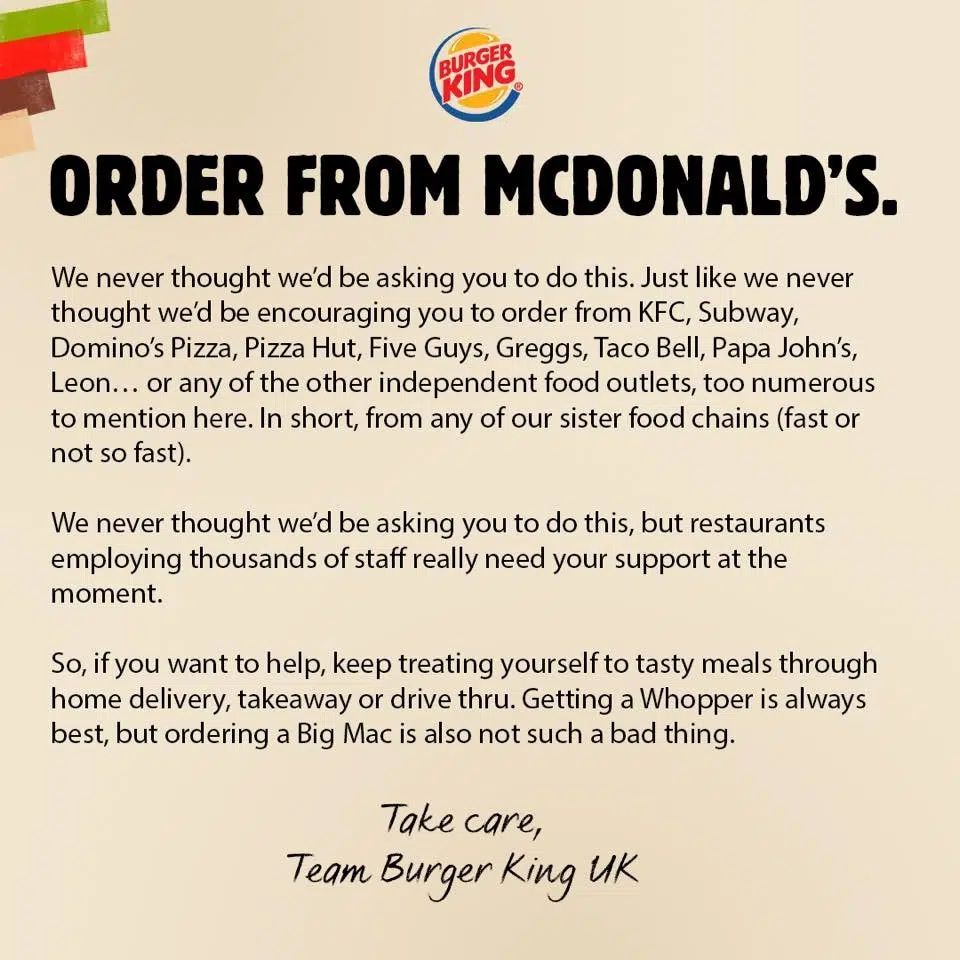 BURGER
KING®
ORDER FROM MCDONALD’S.
We never thought we’d be asking you to do this. Just like we never
thought we’d be encouraging you to order from KFC, Subway,
Domino’s Pizza, Pizza Hut, Five Guys, Greggs, Taco Bell, Papa John’s,
Leon… or any of the other independent food outlets, too numerous
to mention here. In short, from any of our sister food chains (fast or
not so fast).
We never thought we’d be asking you to do this, but restaurants
employing thousands of staff really need your support at the
moment.
So, if you want to help, keep treating yourself to tasty meals through
home delivery, takeaway or drive thru. Getting a Whopper is always
best, but ordering a Big Mac is also not such a bad thing.
Take care,
Team Burger King UK